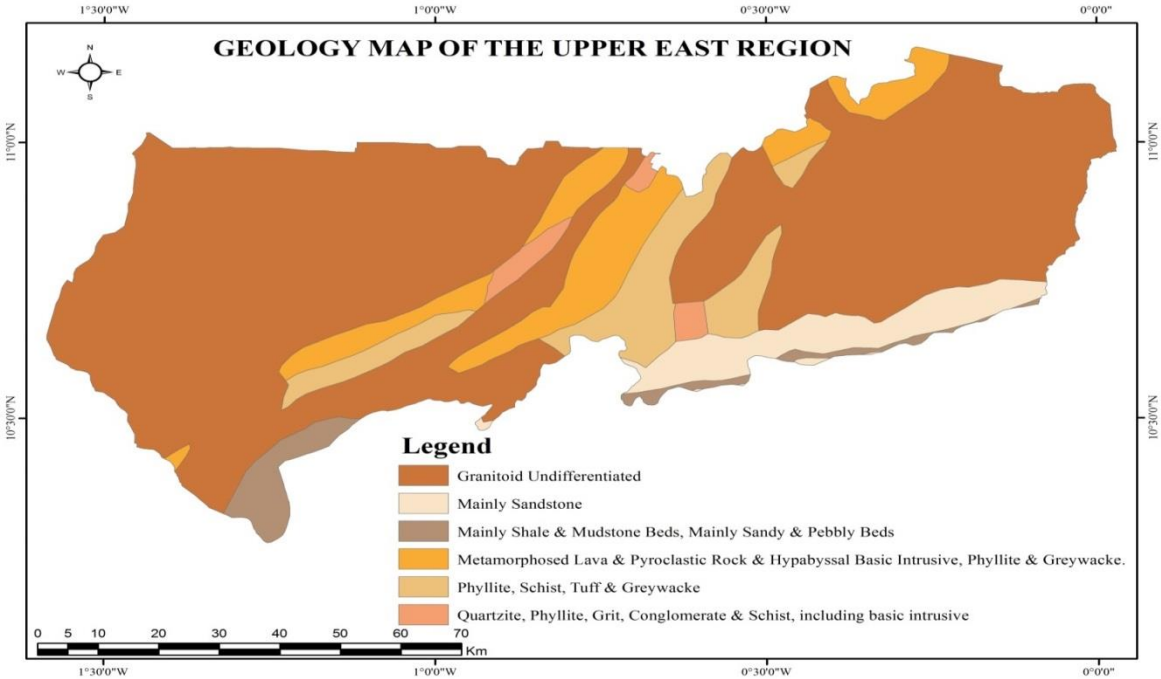 1°30'0"W 1°0'0"W 0°30'0"W 0°0'0"
GEOLOGY MAP OF THE UPPER EAST REGION
N
W E
S
11°0'0"N 11°0'0"N
10°30'0"N 10°30'0"N
Legend
Granitoid Undifferentiated
Mainly Sandstone
Mainly Shale & Mudstone Beds, Mainly Sandy & Pebbly Beds
Metamorphosed Lava & Pyroclastic Rock & Hypabyssal Basic Intrusive, Phyllite & Greywacke.
Phyllite, Schist, Tuff & Greywacke
Quartzite, Phyllite, Grit, Conglomerate & Schist, including basic intrusive
0 5 10 20 30 40 50 60 70
Km
1°30'0"W 1°0'0"W 0°30'0"W 0°0'0"